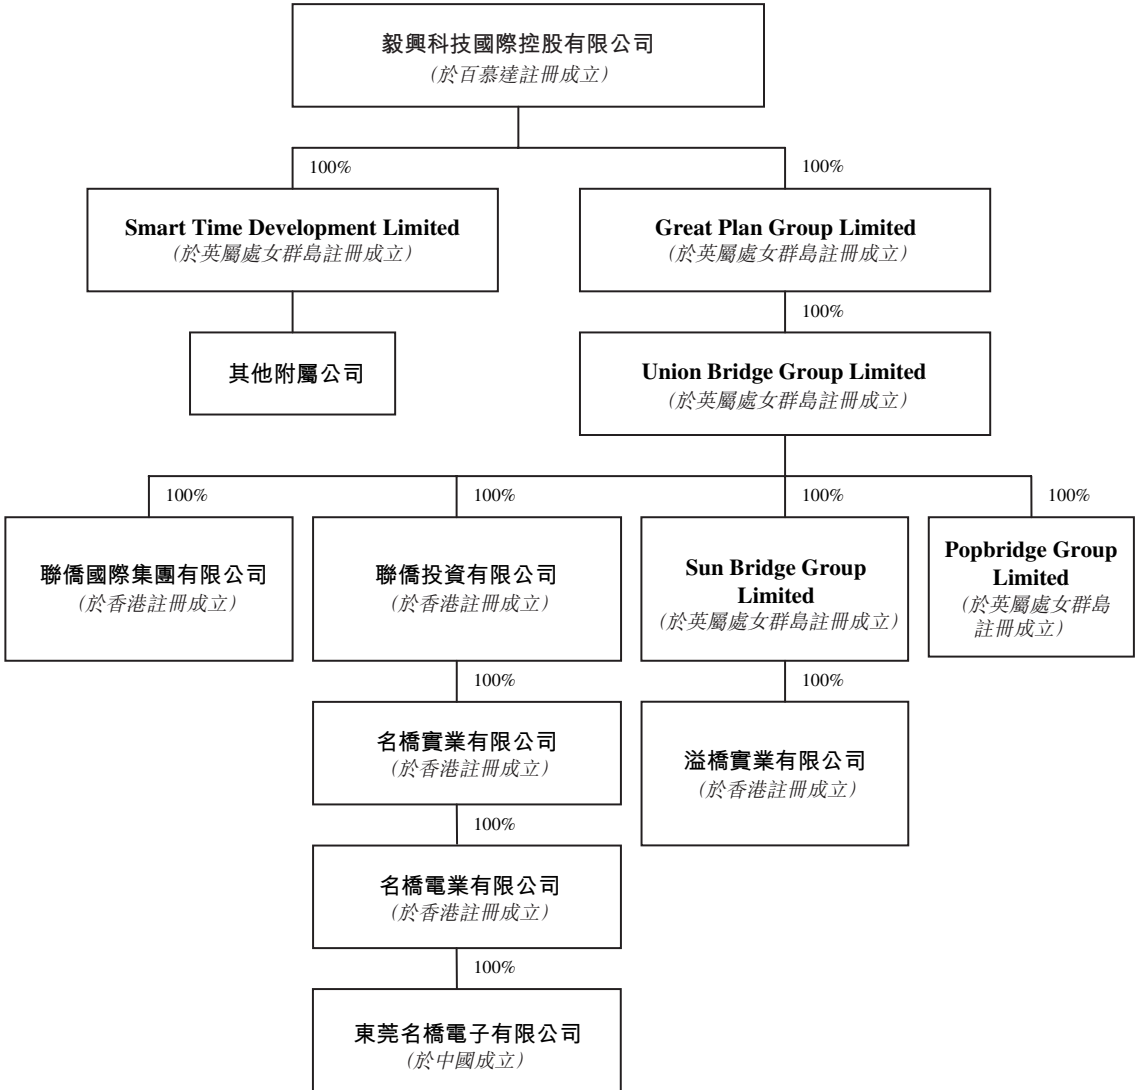 毅興科技國際控股有限公司
(於百慕達註冊成立)
100%
100%
Smart Time Development Limited
(於英屬處女群島註冊成立)
Great Plan Group Limited
(於英屬處女群島註冊成立)
100%
其他附屬公司
Union Bridge Group Limited
(於英屬處女群島註冊成立)
100%
100%
100%
100%
聯僑國際集團有限公司
(於香港註冊成立)
聯僑投資有限公司
(於香港註冊成立)
Sun Bridge Group
Limited
(於英屬處女群島註冊成立)
Popbridge Group
Limited
(於英屬處女群島
註冊成立)
100%
100%
名橋實業有限公司
(於香港註冊成立)
溢橋實業有限公司
(於香港註冊成立)
100%
名橋電業有限公司
(於香港註冊成立)
100%
東莞名橋電子有限公司
(於中國成立)